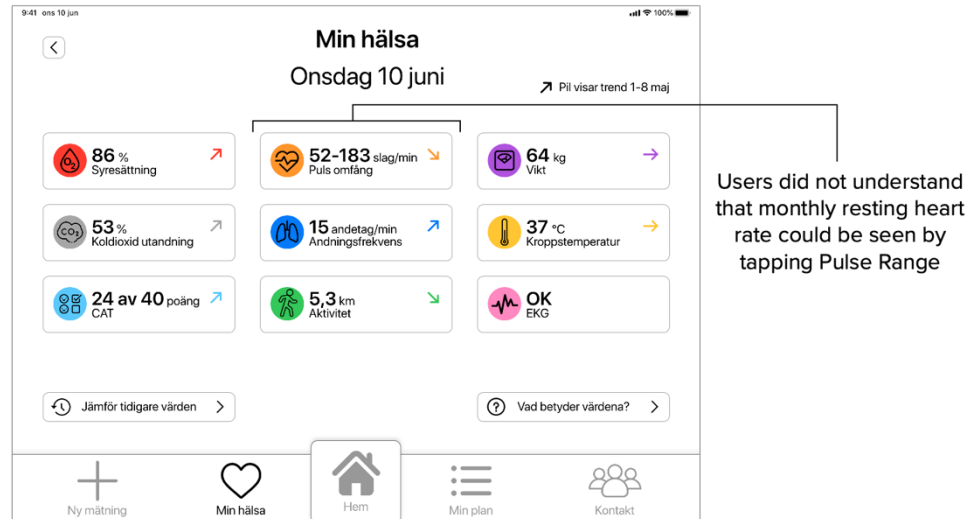 9:41 ons 10 jun
100%
Min hälsa
Onsdag 10 juni
Pil visar trend 1-8 maj
O₂
86 %
Syresättning
52-183 slag/min
Puls omfång
64 kg
Vikt
CO₂
53 %
Koldioxid utandning
15 andetag/min
Andningsfrekvens
37 °C
Kroppstemperatur
24 av 40 poäng
CAT
5,3 km
Aktivitet
OK
EKG
Users did not understand
that monthly resting heart
rate could be seen by
tapping Pulse Range
Jämför tidigare värden
Vad betyder värdena?
Ny mätning
Min hälsa
Hem
Min plan
Kontakt